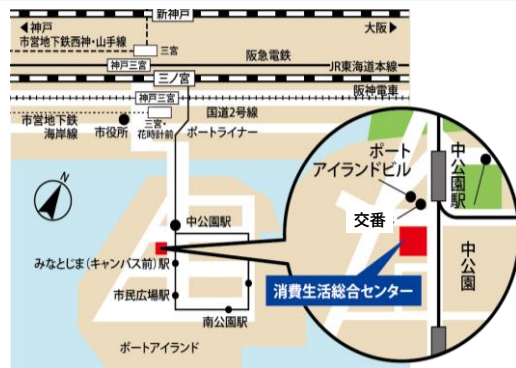 新神戸
◀神戸
大阪▶
市営地下鉄西神・山手線
三宮
阪急電鉄
神戸三宮
JR東海道本線
三ノ宮
阪神電車
神戸三宮
国道2号線
市営地下鉄
海岸線
市役所
三宮・
花時計前
ポートライナー
N
中公園駅
みなとじま(キャンパス前)駅
市民広場駅
南公園駅
ポートアイランド
ポート
アイランドビル
交番
中公園駅
中公園
消費生活総合センター